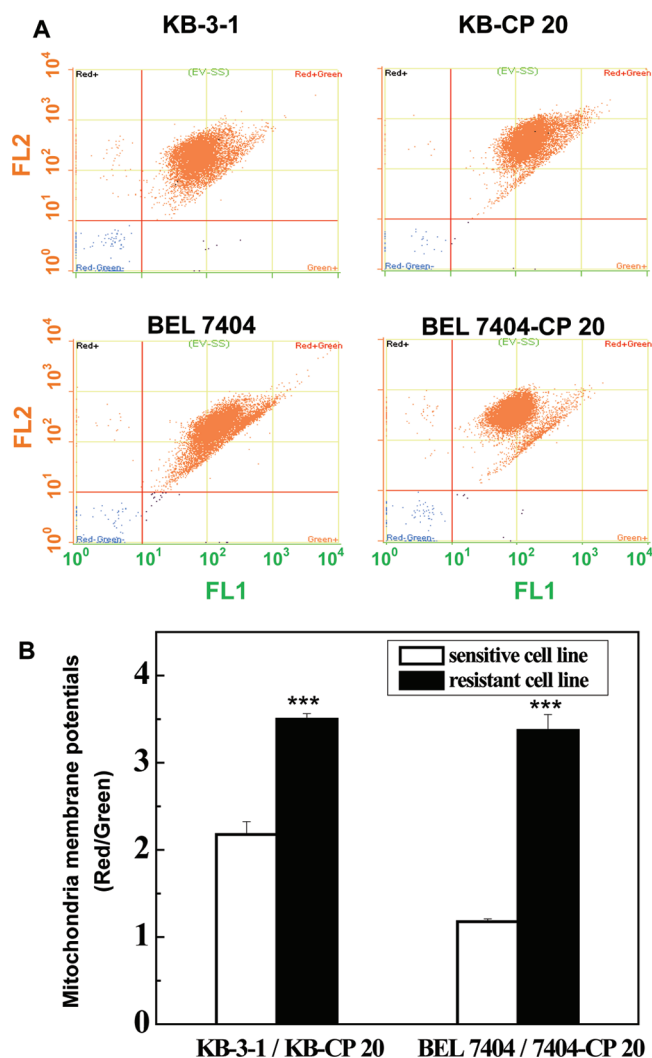 A
KB-3-1
KB-CP 20
Red+
(EV-SS)
Red+Green
10^4
10^3
10^2
10^1
10^0
FL2
Red-Green-
Green+
Red+
(EV-SS)
Red+Green
Red-Green-
Green+
BEL 7404
BEL 7404-CP 20
Red+
(EV-SS)
Red+Green
10^4
10^3
10^2
10^1
10^0
FL2
Red-Green-
Green+
10^0 10^1 10^2 10^3 10^4
Red+
(EV-SS)
Red+Green
Red-Green-
Green+
10^0 10^1 10^2 10^3 10^4
FL1
FL1
B
Mitochondria membrane potentials
(Red/Green)
4
3
2
1
0
sensitive cell line
resistant cell line
***
***
KB-3-1 / KB-CP 20
BEL 7404 / 7404-CP 20